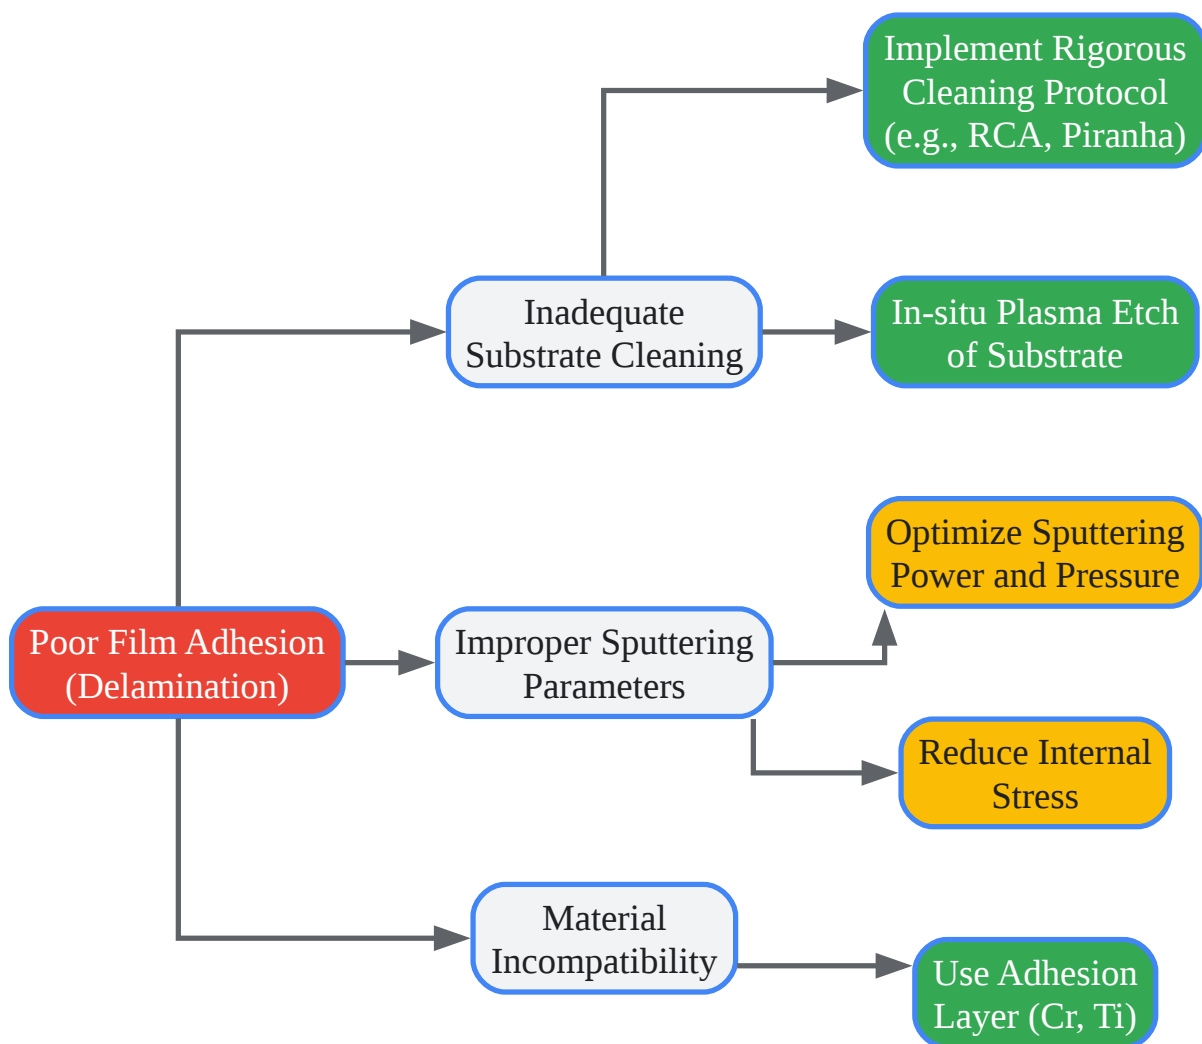 Implement Rigorous
Cleaning Protocol
(e.g., RCA, Piranha)
Inadequate
Substrate Cleaning
In-situ Plasma Etch
of Substrate
Optimize Sputtering
Power and Pressure
Poor Film Adhesion
(Delamination)
Improper Sputtering
Parameters
Reduce Internal
Stress
Material
Incompatibility
Use Adhesion
Layer (Cr, Ti)